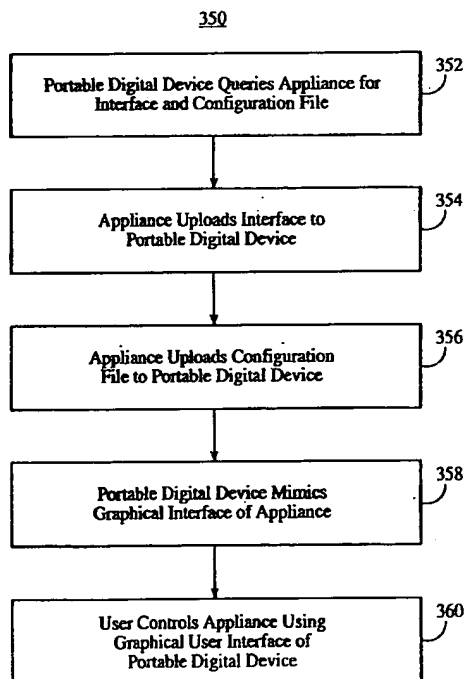 350
Portable Digital Device Queries Appliance for
Interface and Configuration File
352
Appliance Uploads Interface to
Portable Digital Device
354
Appliance Uploads Configuration
File to Portable Digital Device
356
Portable Digital Device Mimics
Graphical Interface of Appliance
358
User Controls Appliance Using
Graphical User Interface of
Portable Digital Device
360